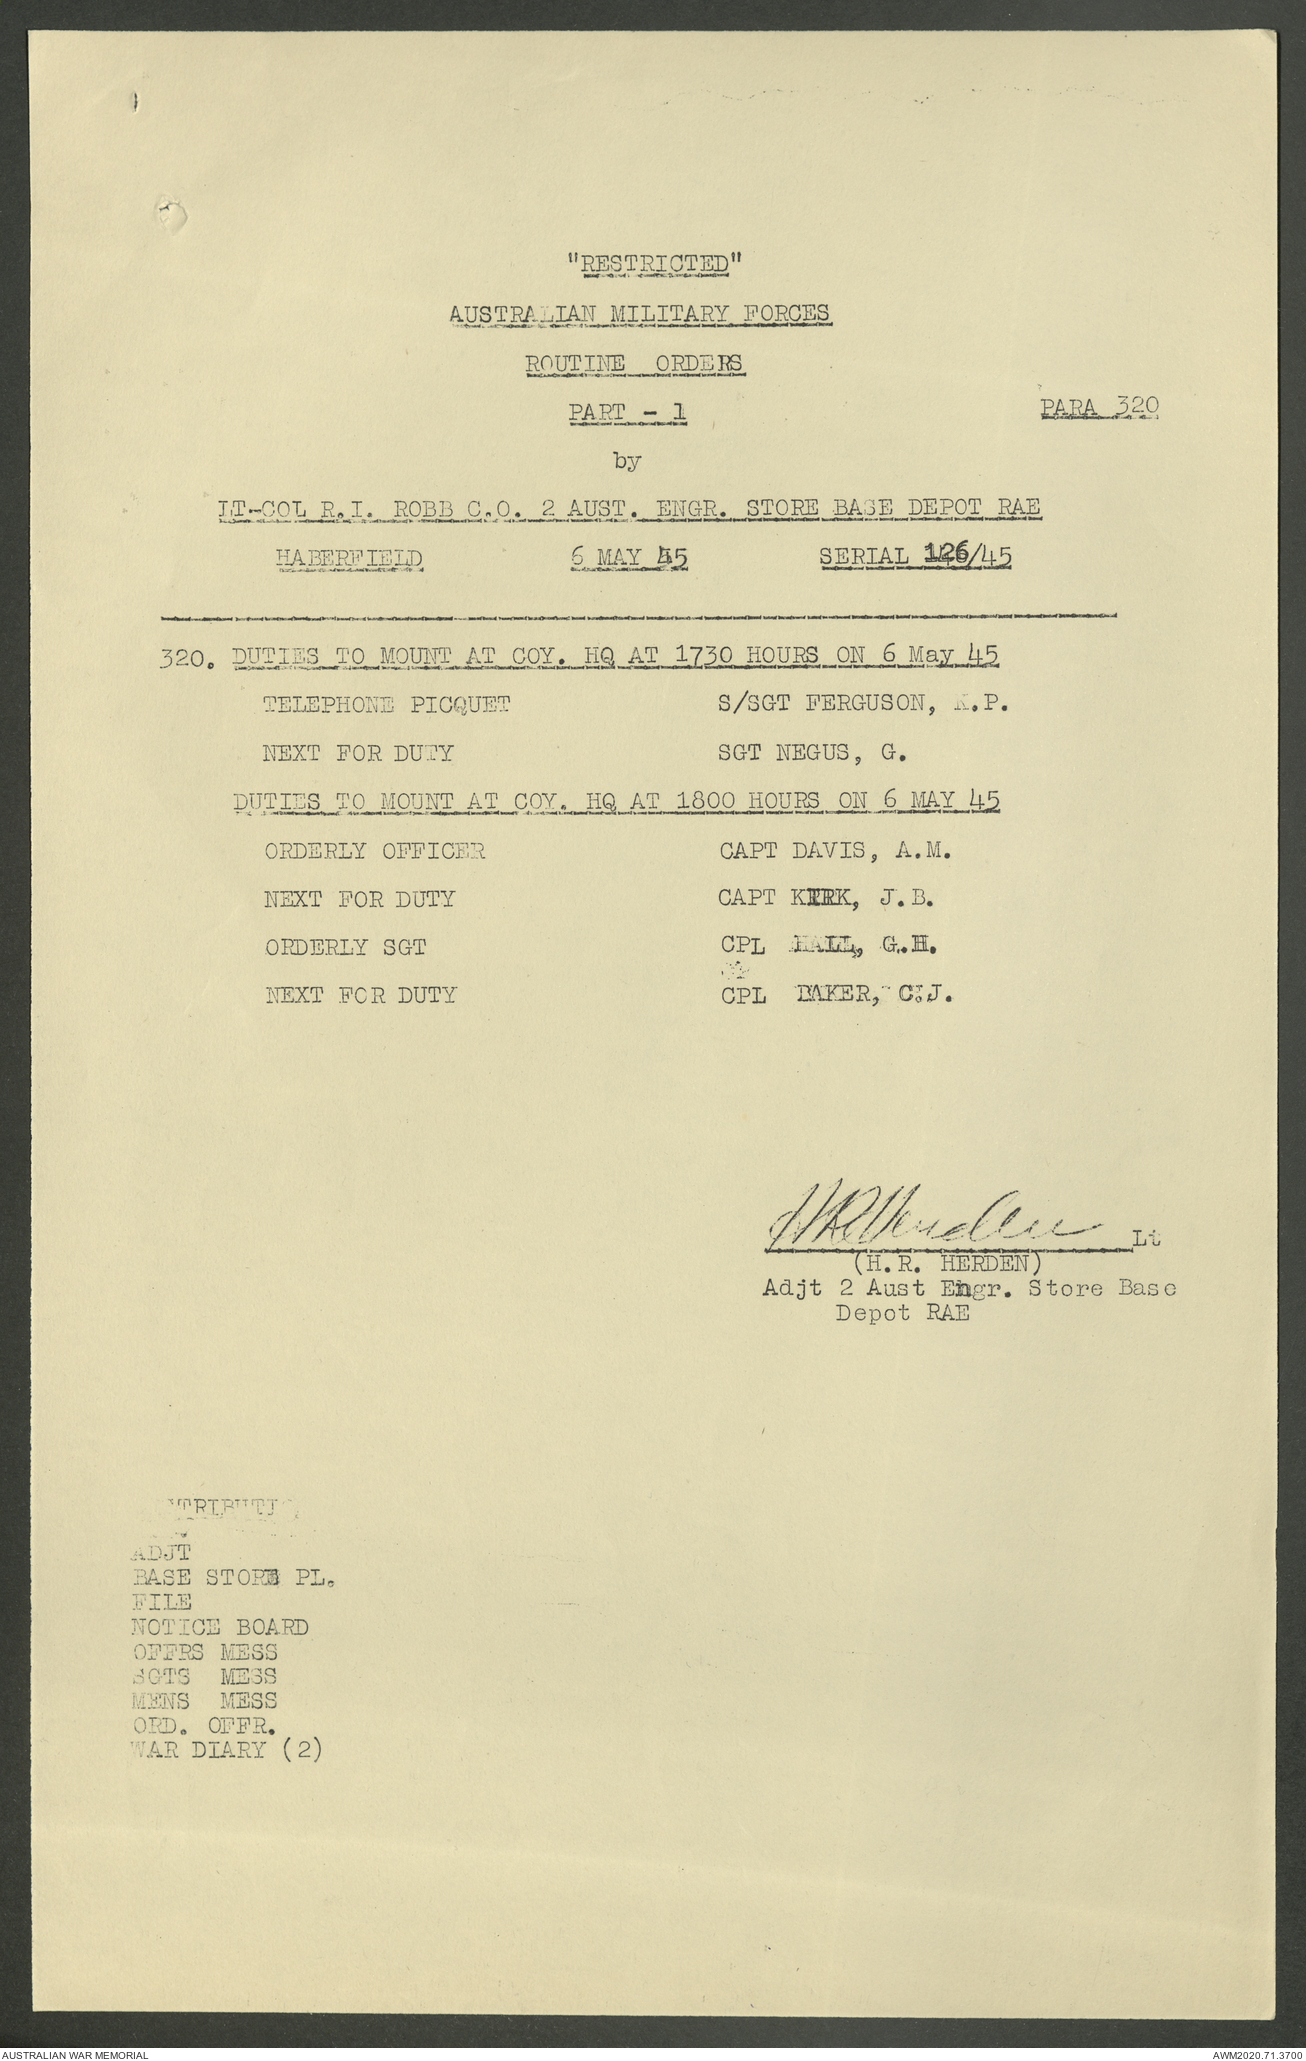 "RESTRICTED"
AUSTRALIAN MILITARY FORCES
ROUTINE ORDERS
PART - 1
PARA 320
by
LT-COL R.I. ROBB C.O. 2 AUST. ENGR. STORE BASE DEPOT RAE
HABERFIELD 6 MAY 45 SERIAL 126/45
320. DUTIES TO MOUNT AT COY. HQ AT 1730 HOURS ON 6 May 45
TELEPHONE PICQUET S/SGT FERGUSON, K.P.
NEXT FOR DUTY SGT NEGUS, G.
DUTIES TO MOUNT AT COY. HQ AT 1800 HOURS ON 6 MAY 45
ORDERLY OFFICER CAPT DAVIS, A.M.
NEXT FOR DUTY CAPT KIRK, J.B.
ORDERLY SGT CPL HALL, G.H.
NEXT FOR DUTY CPL BAKER, C.J.
HRHerden Lt
(H.R. HERDEN)
Adjt 2 Aust Engr. Store Base
Depot RAE
ADJT
BASE STORE PL.
FILE
NOTICE BOARD
OFFRS MESS
SGTS MESS
MENS MESS
ORD. OFFR.
WAR DIARY (2)
AUSTRALIAN WAR MEMORIAL
AWM2020.71.3700